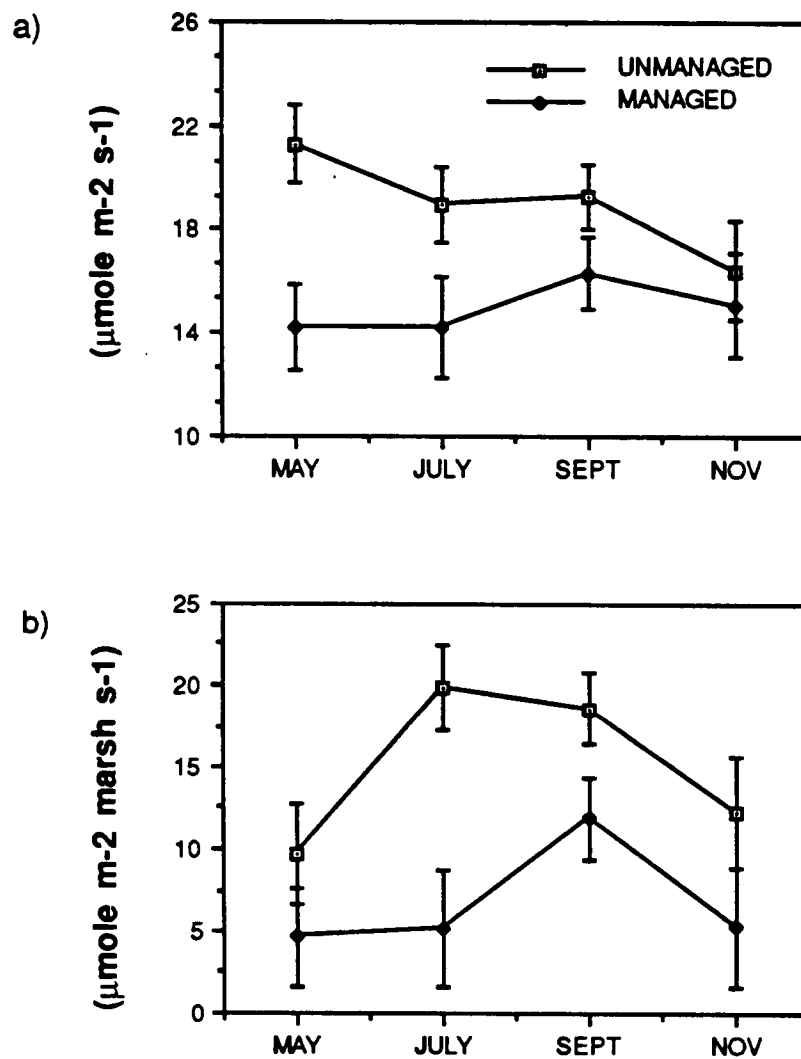 a)
(μmole m-2 s-1)
26
22
18
14
10
UNMANAGED
MANAGED
MAY JULY SEPT NOV
b)
(μmole m-2 marsh s-1)
25
20
15
10
5
0
MAY JULY SEPT NOV